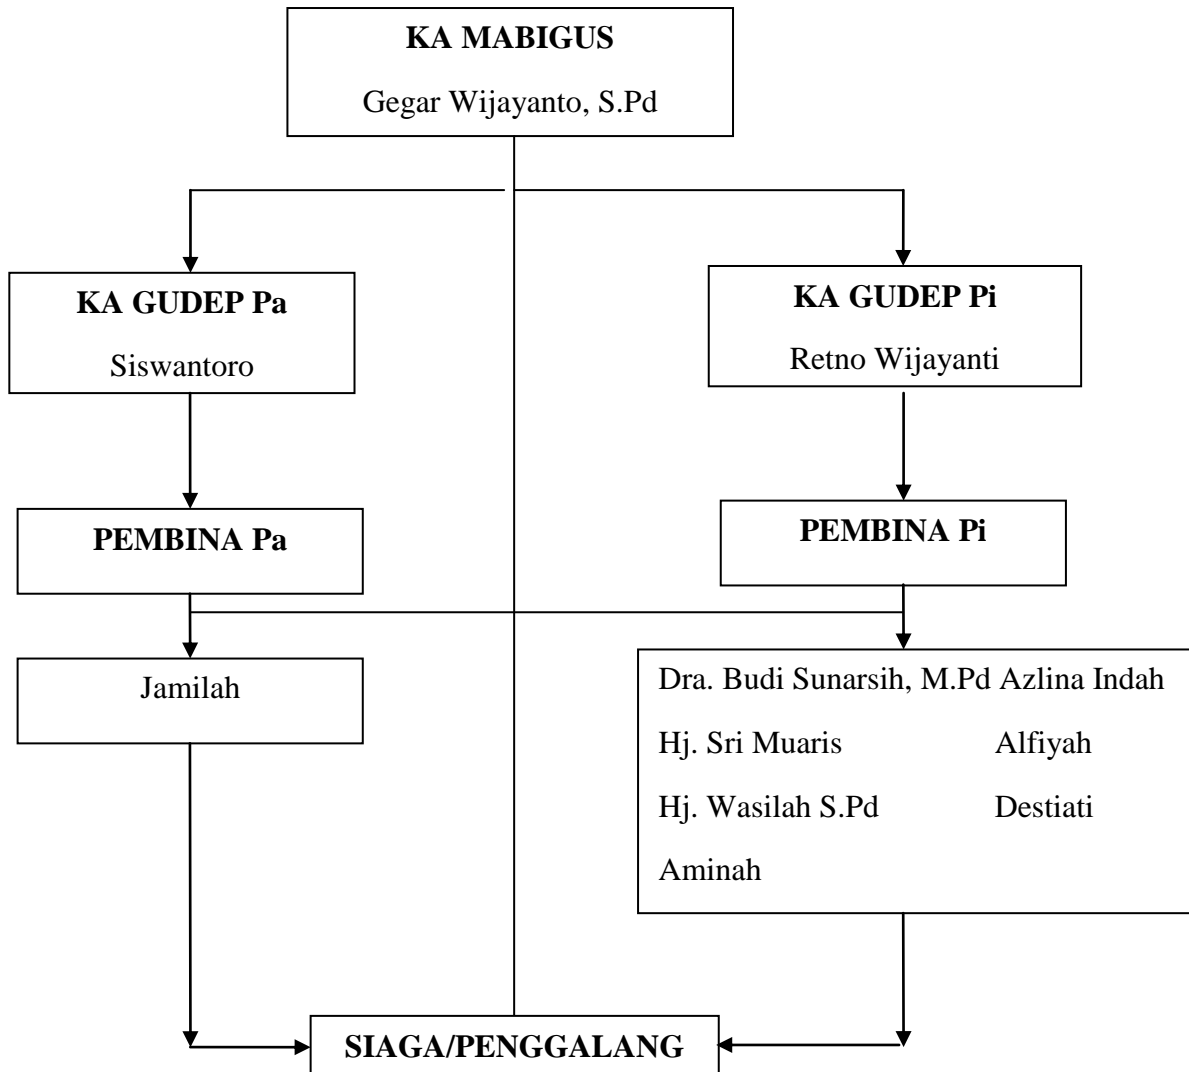 KA MABIGUS
Gegar Wijayanto, S.Pd
KA GUDEP Pa
Siswantoro
KA GUDEP Pi
Retno Wijayanti
PEMBINA Pa
PEMBINA Pi
Jamilah
Dra. Budi Sunarsih, M.Pd Azlina Indah
Hj. Sri Muaris Alfiyah
Hj. Wasilah S.Pd Destiati
Aminah
SIAGA/PENGGALANG